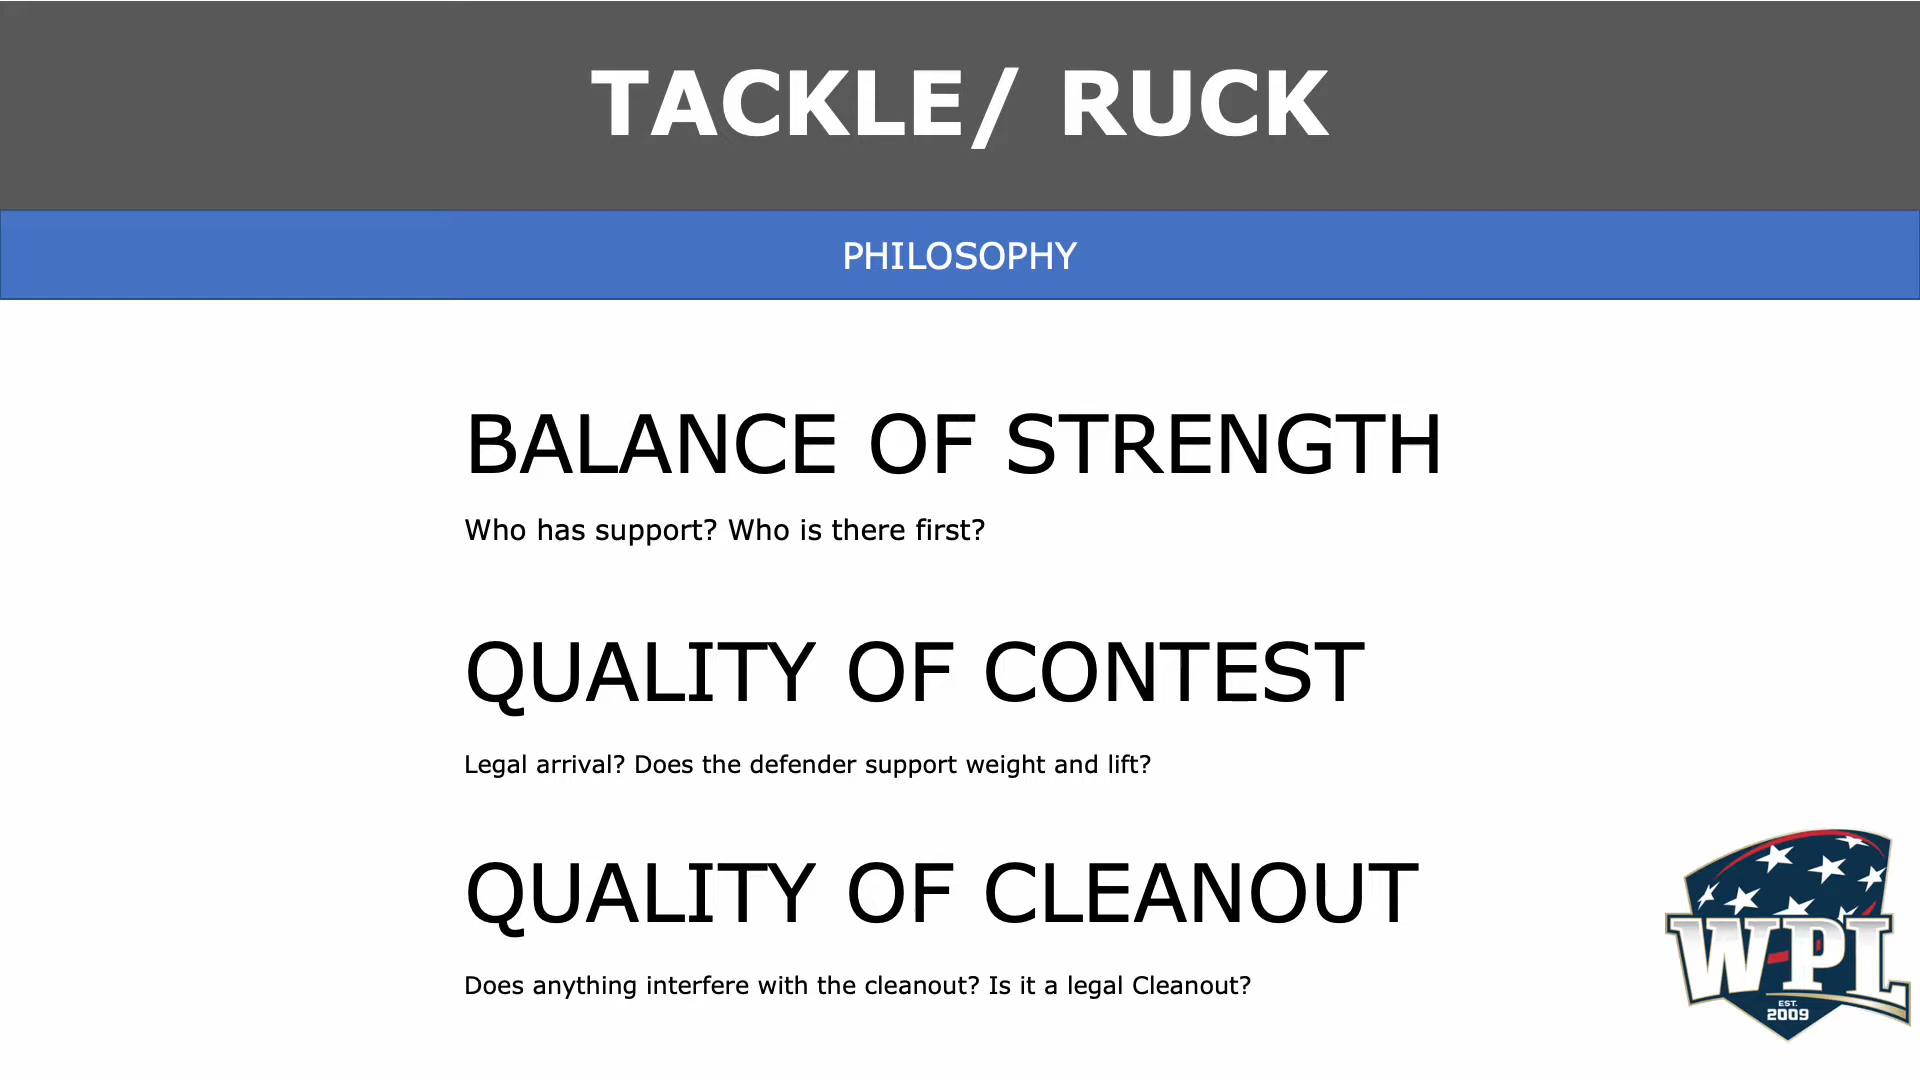 TACKLE/ RUCK
PHILOSOPHY
BALANCE OF STRENGTH
Who has support? Who is there first?
QUALITY OF CONTEST
Legal arrival? Does the defender support weight and lift?
QUALITY OF CLEANOUT
Does anything interfere with the cleanout? Is it a legal Cleanout?
WPL
EST.
2009